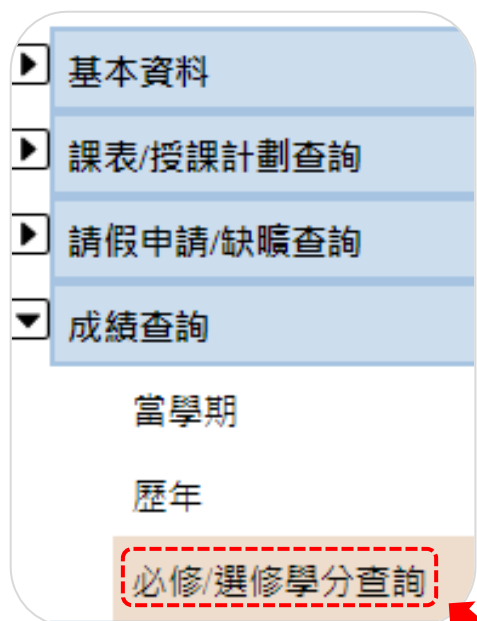 基本資料
課表/授課計劃查詢
請假申請/缺曠查詢
成績查詢
當學期
歷年
必修/選修學分查詢